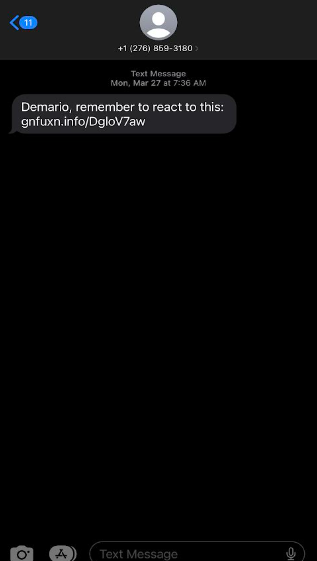 11
+1 (276) 859-3180 >
Text Message
Mon, Mar 27 at 7:36 AM
Demario, remember to react to this:
gnfuxn.info/DgloV7aw
Text Message